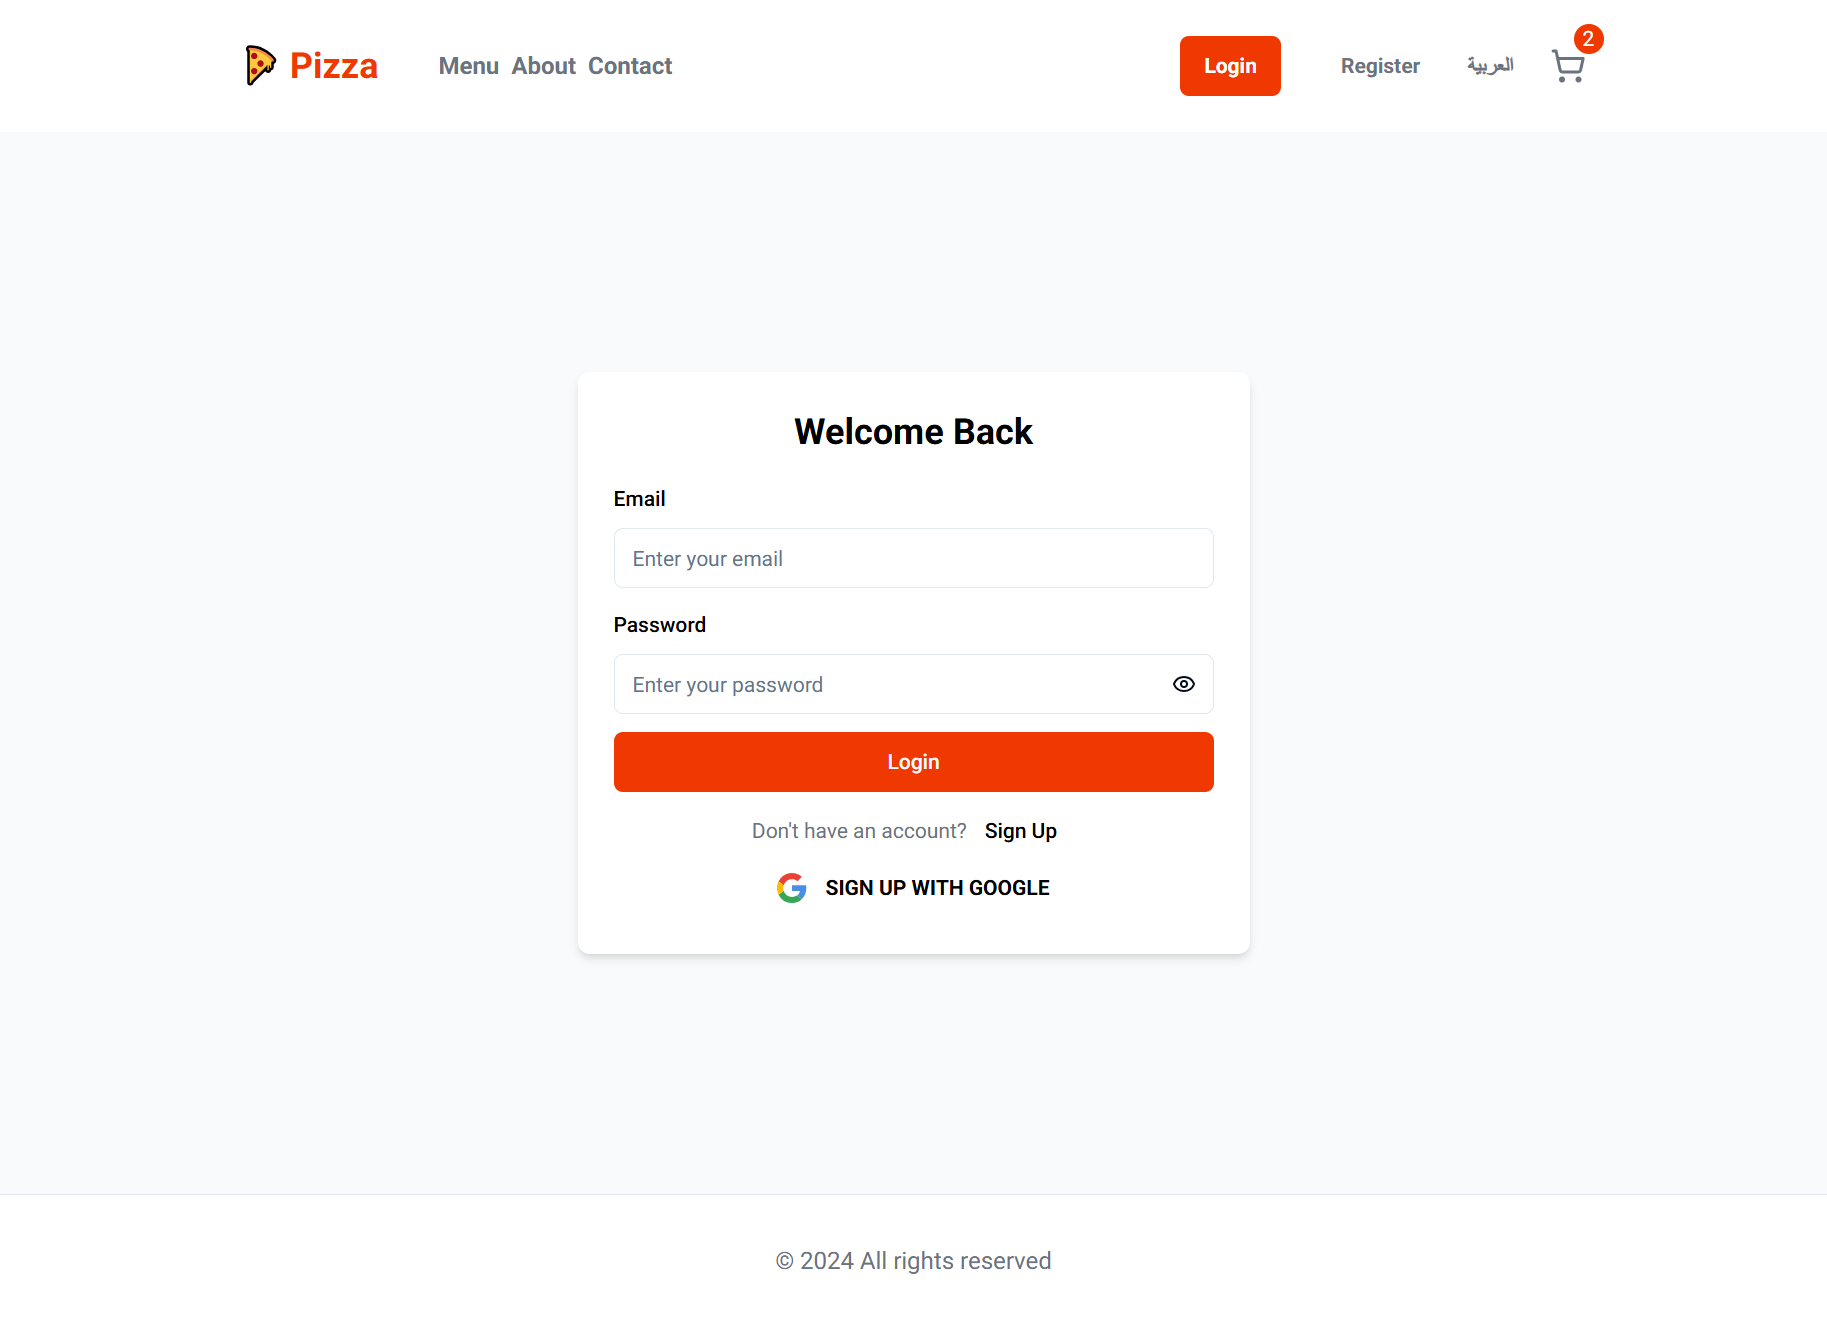 Pizza Menu About Contact Login Register العربية 2
Welcome Back
Email
Enter your email
Password
Enter your password
Login
Don't have an account? Sign Up
SIGN UP WITH GOOGLE
© 2024 All rights reserved